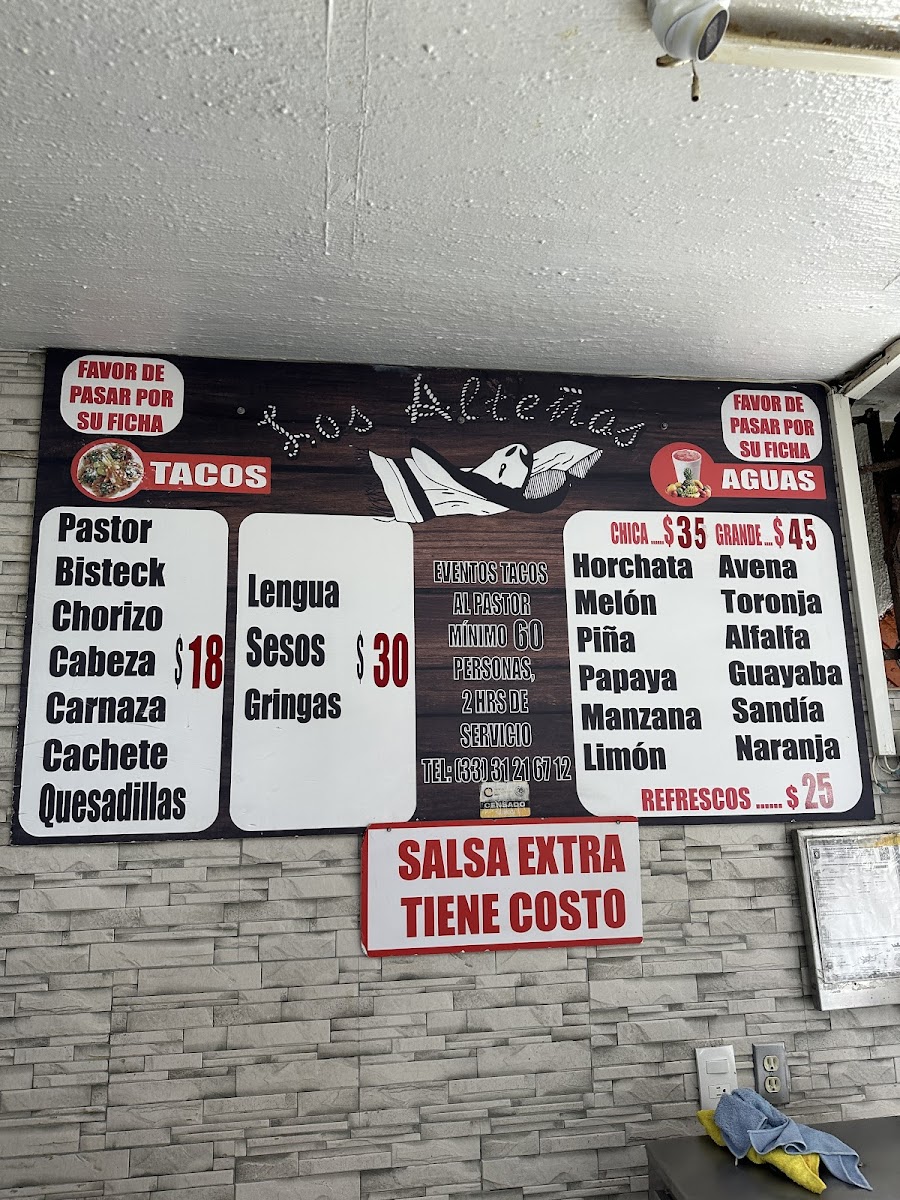 FAVOR DE
PASAR POR
SU FICHA
Los Alteños
FAVOR DE
PASAR POR
SU FICHA
TACOS
Pastor
Bisteck
Chorizo
Cabeza
Carnaza
Cachete
Quesadillas
$18
Lengua
Sesos
Gringas
$30
EVENTOS TACOS
AL PASTOR
MÍNIMO 60
PERSONAS,
2 HRS DE
SERVICIO
TEL: (33) 31 21 67 12
CENSADO
AGUAS
CHICA .....$35 GRANDE ...$45
Horchata Avena
Melón Toronja
Piña Alfalfa
Papaya Guayaba
Manzana Sandía
Limón Naranja
REFRESCOS ...... $25
SALSA EXTRA
TIENE COSTO